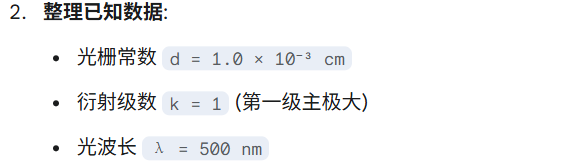 2. 整理已知数据:
• 光栅常数 d = 1.0 × 10⁻³ cm
• 衍射级数 k = 1 (第一级主极大)
• 光波长 λ = 500 nm